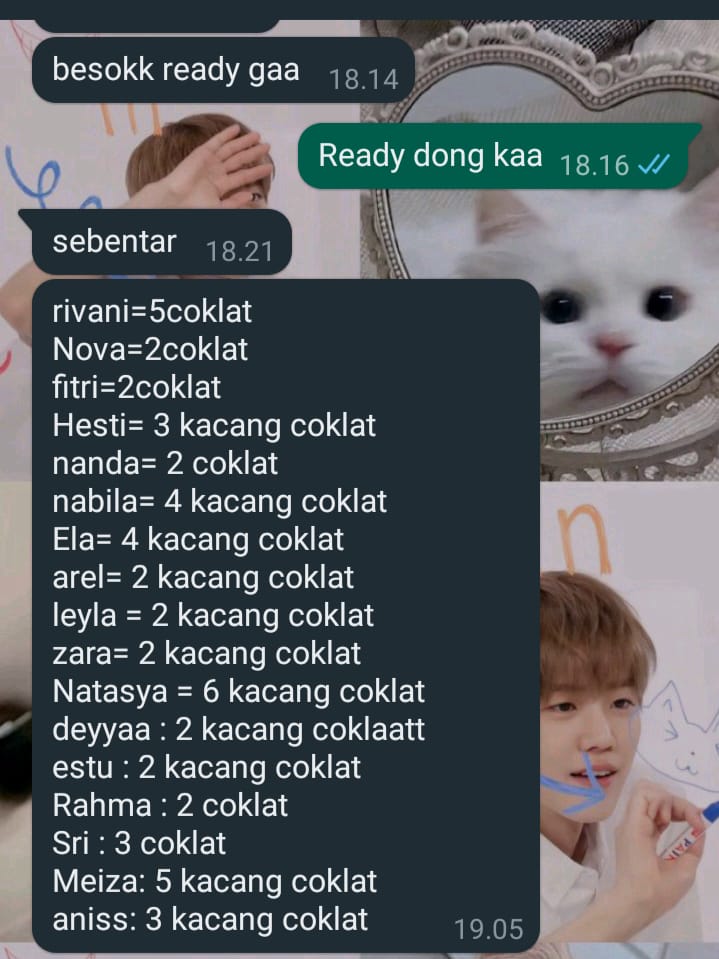 besokk ready gaa 18.14
Ready dong kaa 18.16
sebentar 18.21
rivani=5coklat
Nova=2coklat
fitri=2coklat
Hesti= 3 kacang coklat
nanda= 2 coklat
nabila= 4 kacang coklat
Ela= 4 kacang coklat
arel= 2 kacang coklat
leyla = 2 kacang coklat
zara= 2 kacang coklat
Natasya = 6 kacang coklat
deyyaa : 2 kacang coklaatt
estu : 2 kacang coklat
Rahma : 2 coklat
Sri : 3 coklat
Meiza: 5 kacang coklat
aniss: 3 kacang coklat 19.05